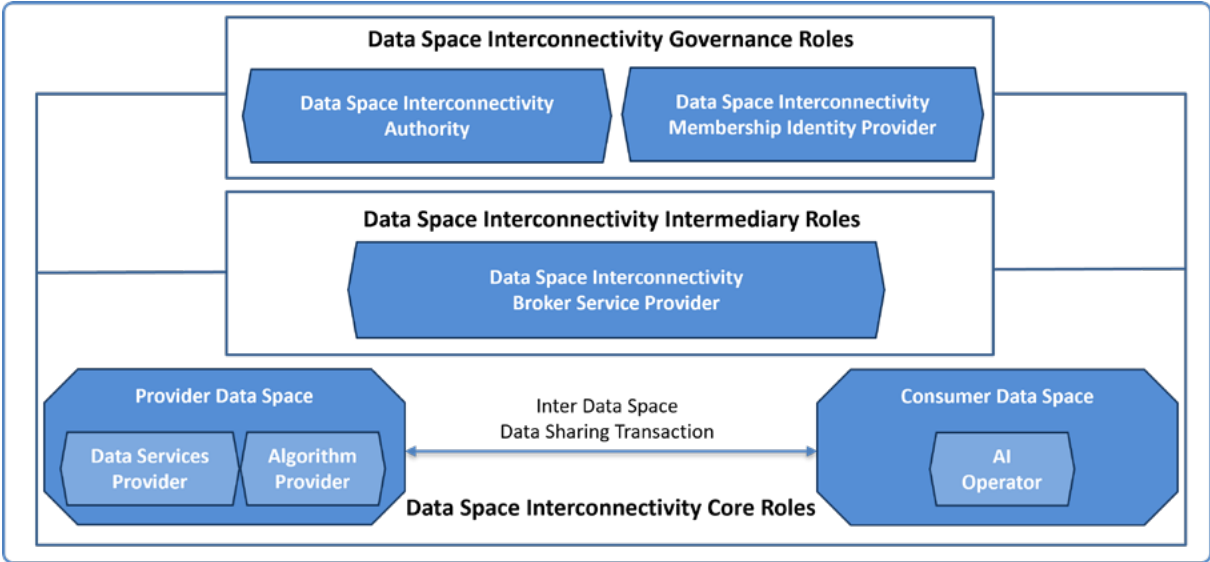 Data Space Interconnectivity Governance Roles
Data Space Interconnectivity
Authority
Data Space Interconnectivity
Membership Identity Provider
Data Space Interconnectivity Intermediary Roles
Data Space Interconnectivity
Broker Service Provider
Provider Data Space
Data Services
Provider
Algorithm
Provider
Inter Data Space
Data Sharing Transaction
Consumer Data Space
AI
Operator
Data Space Interconnectivity Core Roles